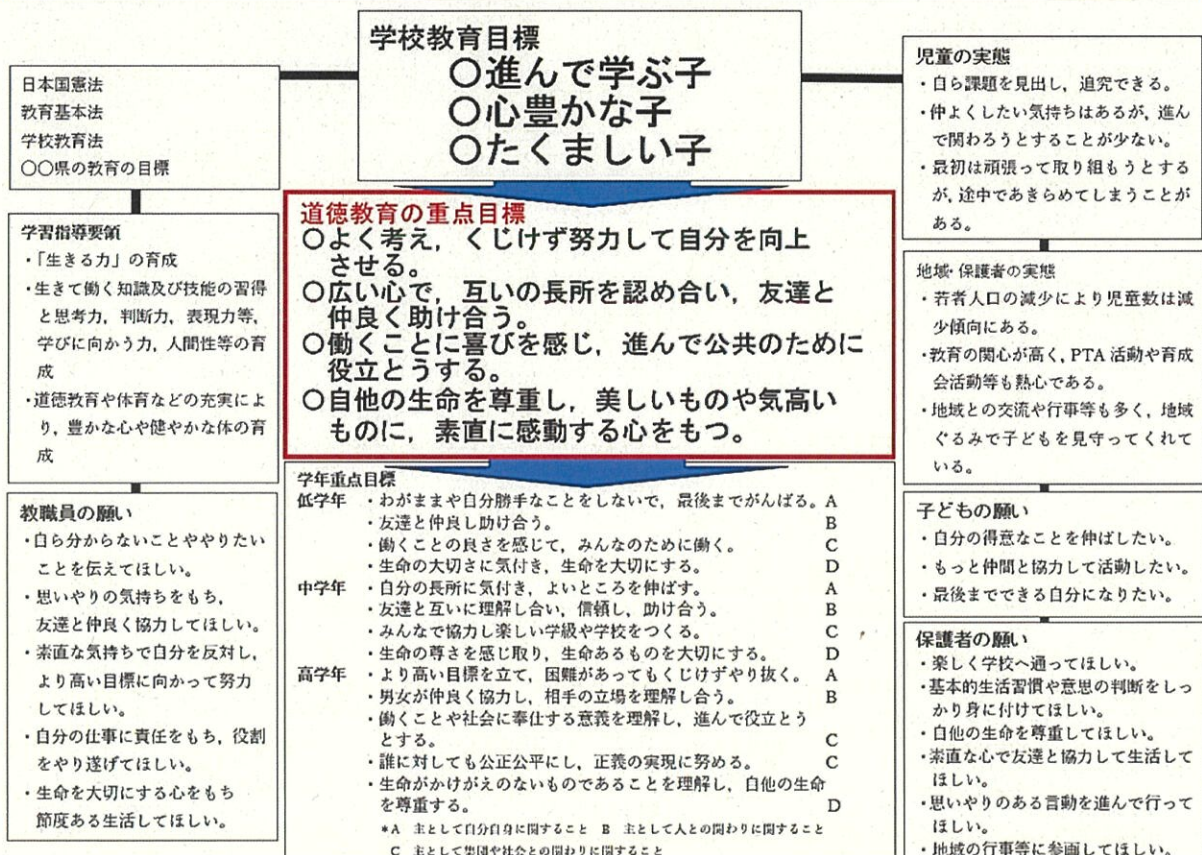 学校教育目標
○進んで学ぶ子
○心豊かな子
○たくましい子
日本国憲法
教育基本法
学校教育法
○○県の教育の目標
学習指導要領
・「生きる力」の育成
・生きて働く知識及び技能の習得
と思考力，判断力，表現力等，
学びに向かう力，人間性等の育
成
・道徳教育や体育などの充実によ
り，豊かな心や健やかな体の育
成
教職員の願い
・自ら分からないことややりたい
ことを伝えてほしい。
・思いやりの気持ちをもち，
友達と仲良く協力してほしい。
・素直な気持ちで自分を反対し，
より高い目標に向かって努力
してほしい。
・自分の仕事に責任をもち，役割
をやり遂げてほしい。
・生命を大切にする心をもち
節度ある生活してほしい。
道徳教育の重点目標
○よく考え，くじけず努力して自分を向上
させる。
○広い心で，互いの長所を認め合い，友達と
仲良く助け合う。
○働くことに喜びを感じ，進んで公共のために
役立とうする。
○自他の生命を尊重し，美しいものや気高い
ものに，素直に感動する心をもつ。
学年重点目標
低学年 ・わがままや自分勝手なことをしないで，最後までがんばる。 A
・友達と仲良し助け合う。 B
・働くことの良さを感じて，みんなのために働く。 C
・生命の大切さに気付き，生命を大切にする。 D
中学年 ・自分の長所に気付き，よいところを伸ばす。 A
・友達と互いに理解し合い，信頼し，助け合う。 B
・みんなで協力し楽しい学級や学校をつくる。 C
・生命の尊さを感じ取り，生命あるものを大切にする。 D
高学年 ・より高い目標を立て，困難があってもくじけずやり抜く。 A
・男女が仲良く協力し，相手の立場を理解し合う。 B
・働くことや社会に奉仕する意義を理解し，進んで役立とう
とする。 C
・誰に対しても公正公平にし，正義の実現に努める。 C
・生命がかけがえのないものであることを理解し，自他の生命
を尊重する。 D
*A 主として自分自身に関すること B 主として人との関わりに関すること
C 主として集団や社会との関わりに関すること
児童の実態
・自ら課題を見出し，追究できる。
・仲よくしたい気持ちはあるが，進ん
で関わろうとすることが少ない。
・最初は頑張って取り組もうとする
が，途中であきらめてしまうことが
ある。
地域・保護者の実態
・若者人口の減少により児童数は減
少傾向にある。
・教育の関心が高く，PTA 活動や育成
会活動等も熱心である。
・地域との交流や行事等も多く，地域
ぐるみで子どもを見守ってくれて
いる。
子どもの願い
・自分の得意なことを伸ばしたい。
・もっと仲間と協力して活動したい。
・最後までできる自分になりたい。
保護者の願い
・楽しく学校へ通ってほしい。
・基本的生活習慣や意思の判断をしっ
かり身に付けてほしい。
・自他の生命を尊重してほしい。
・素直な心で友達と協力して生活して
ほしい。
・思いやりのある言動を進んで行って
ほしい。
・地域の行事等に参画してほしい。